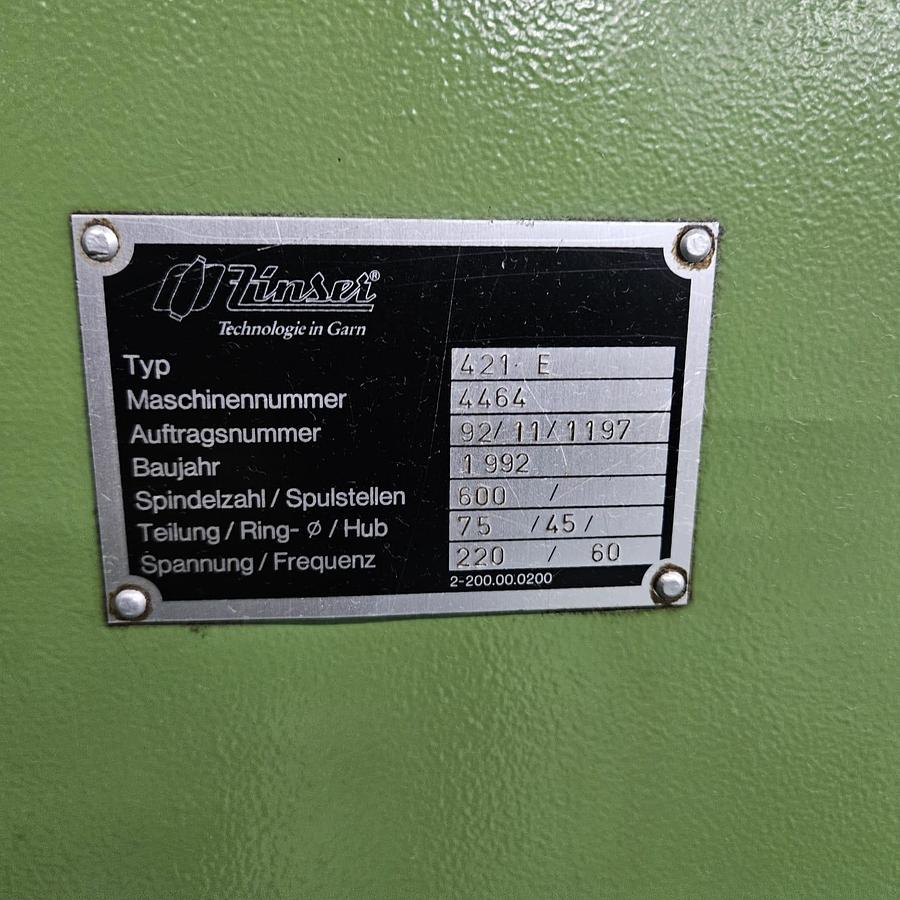 Zinser®
Technologie in Garn
Typ 421 E
Maschinennummer 4464
Auftragsnummer 92/11/1197
Baujahr 1992
Spindelzahl / Spulstellen 600 /
Teilung / Ring- Ø / Hub 75 /45/
Spannung / Frequenz 220 / 60
2-200.00.0200